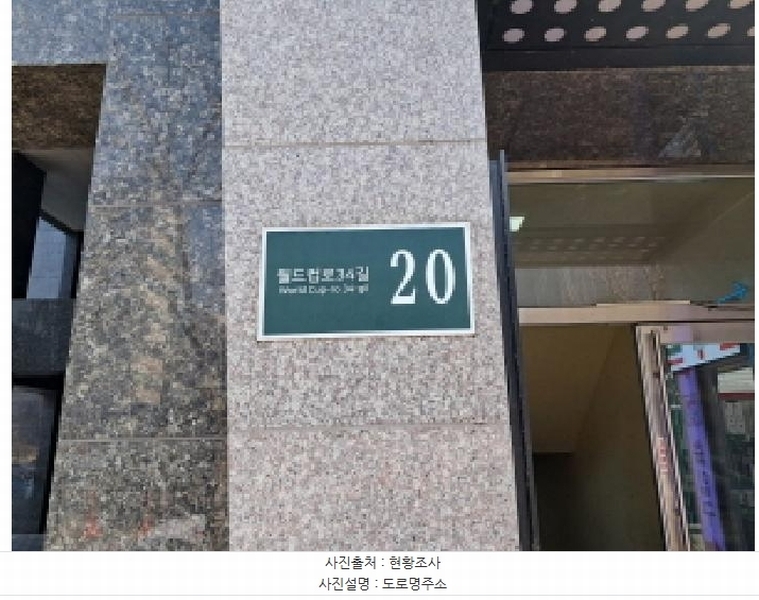 월드컵로34길
World Cup-ro 34-gil
20
사진출처 : 현황조사
사진설명 : 도로명주소